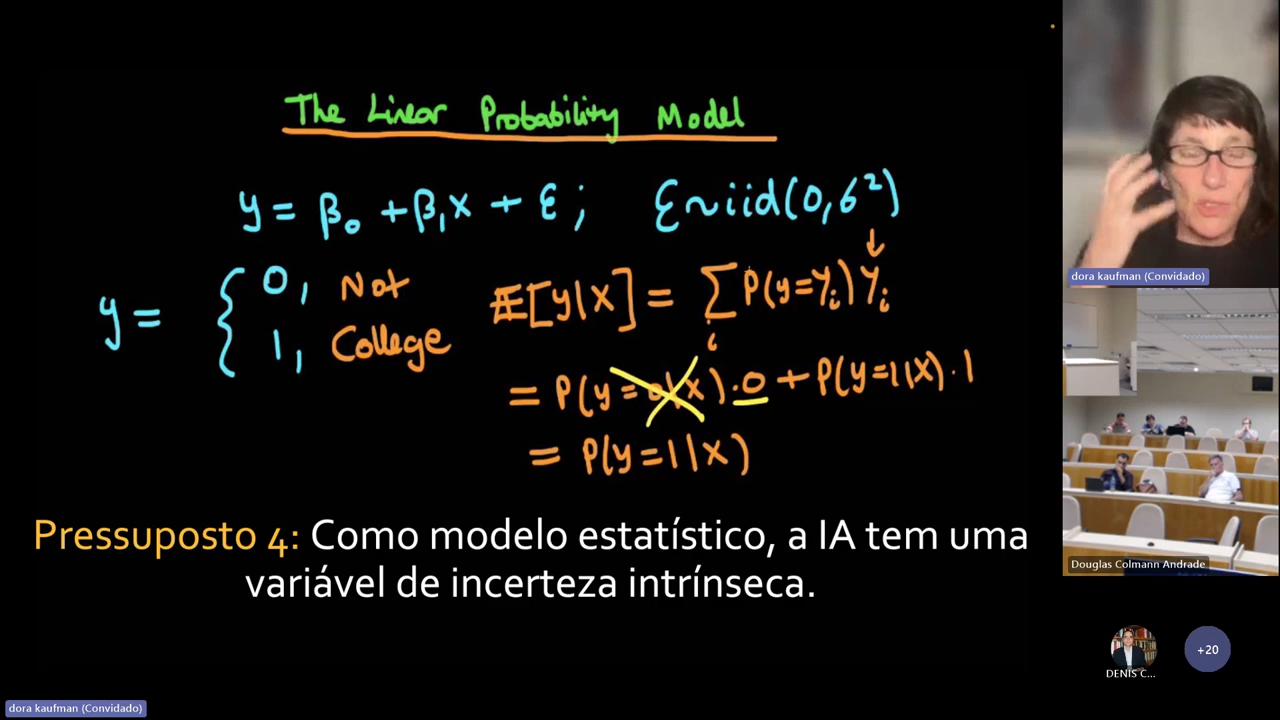 The Linear Probability Model
y = β₀ + β₁x + ε ; ε ~ iid(0, б²)
y = { 0, Not
1, College
E[y|X] = Σᵢ P(y=Yᵢ) Yᵢ
= P(y=0|X)·0 + P(y=1|X)·1
= P(y=1|X)
Pressuposto 4: Como modelo estatístico, a IA tem uma
variável de incerteza intrínseca.
dora kaufman (Convidado)
Douglas Colmann Andrade
DENIS C...
+20
dora kaufman (Convidado)